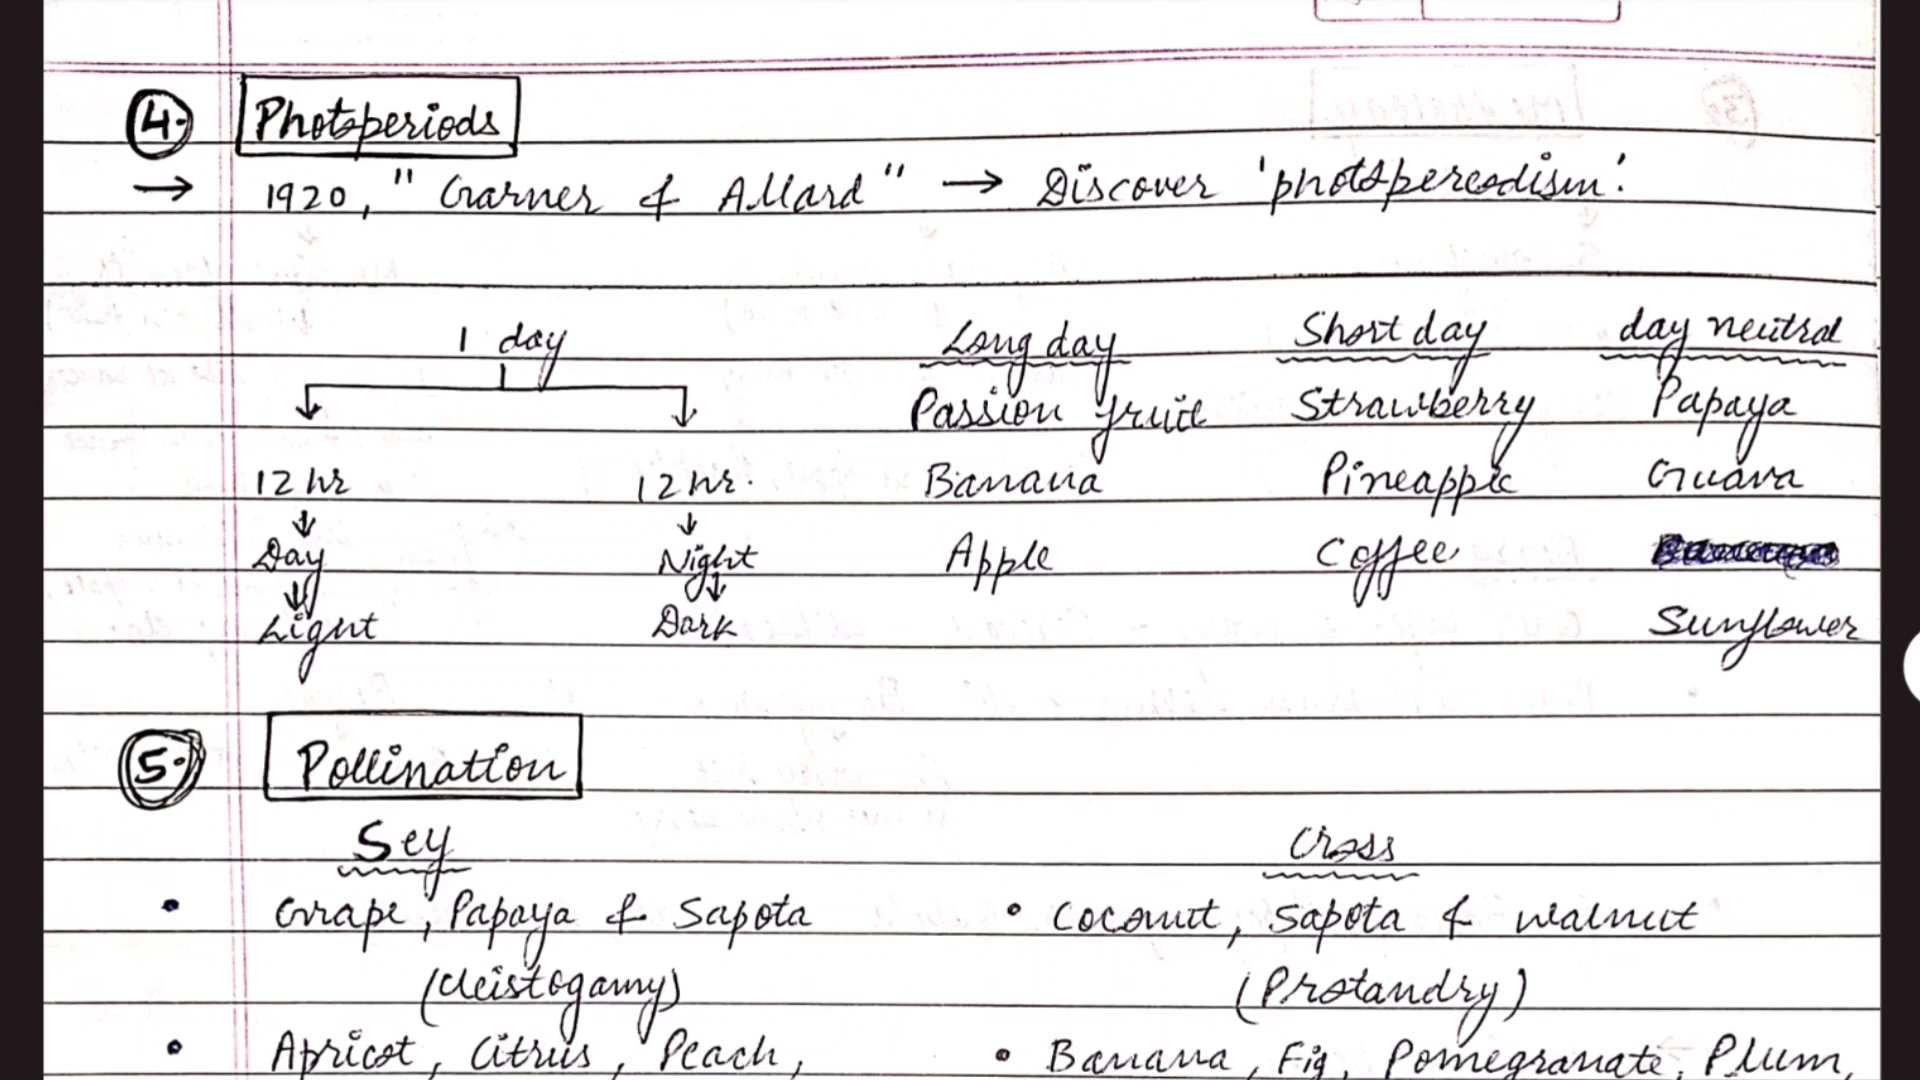 4. Photoperiods
→ 1920, "Garner & Allard" → Discover 'photopereodism'.
1 day Long day Short day day neutral
Passion fruit Strawberry Papaya
12 hr 12 hr. Banana Pineapple Guava
Day Night Apple Coffee
Light Dark Sunflower
5. Pollination
Self Cross
• Grape, Papaya & Sapota • Coconut, Sapota & walnut
(Cleistogamy) (Protandry)
• Apricot, Citrus, Peach, • Banana, Fig, Pomegranate, Plum,